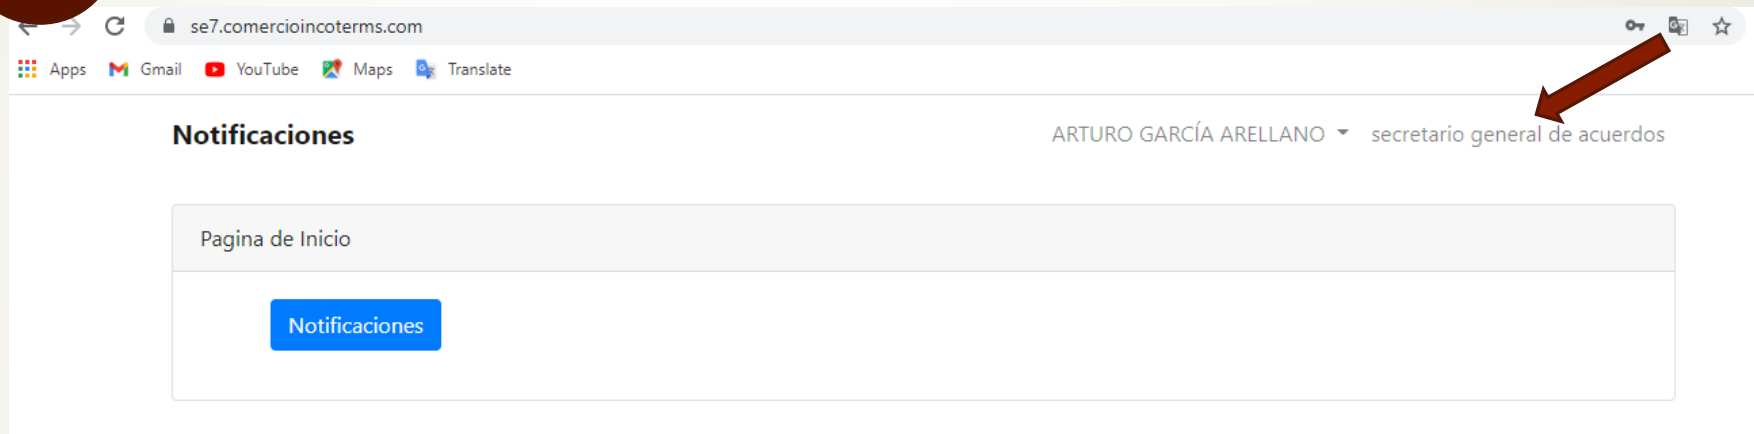 se7.comercioincoterms.com
Apps Gmail YouTube Maps Translate
Notificaciones ARTURO GARCÍA ARELLANO secretario general de acuerdos
Pagina de Inicio
Notificaciones